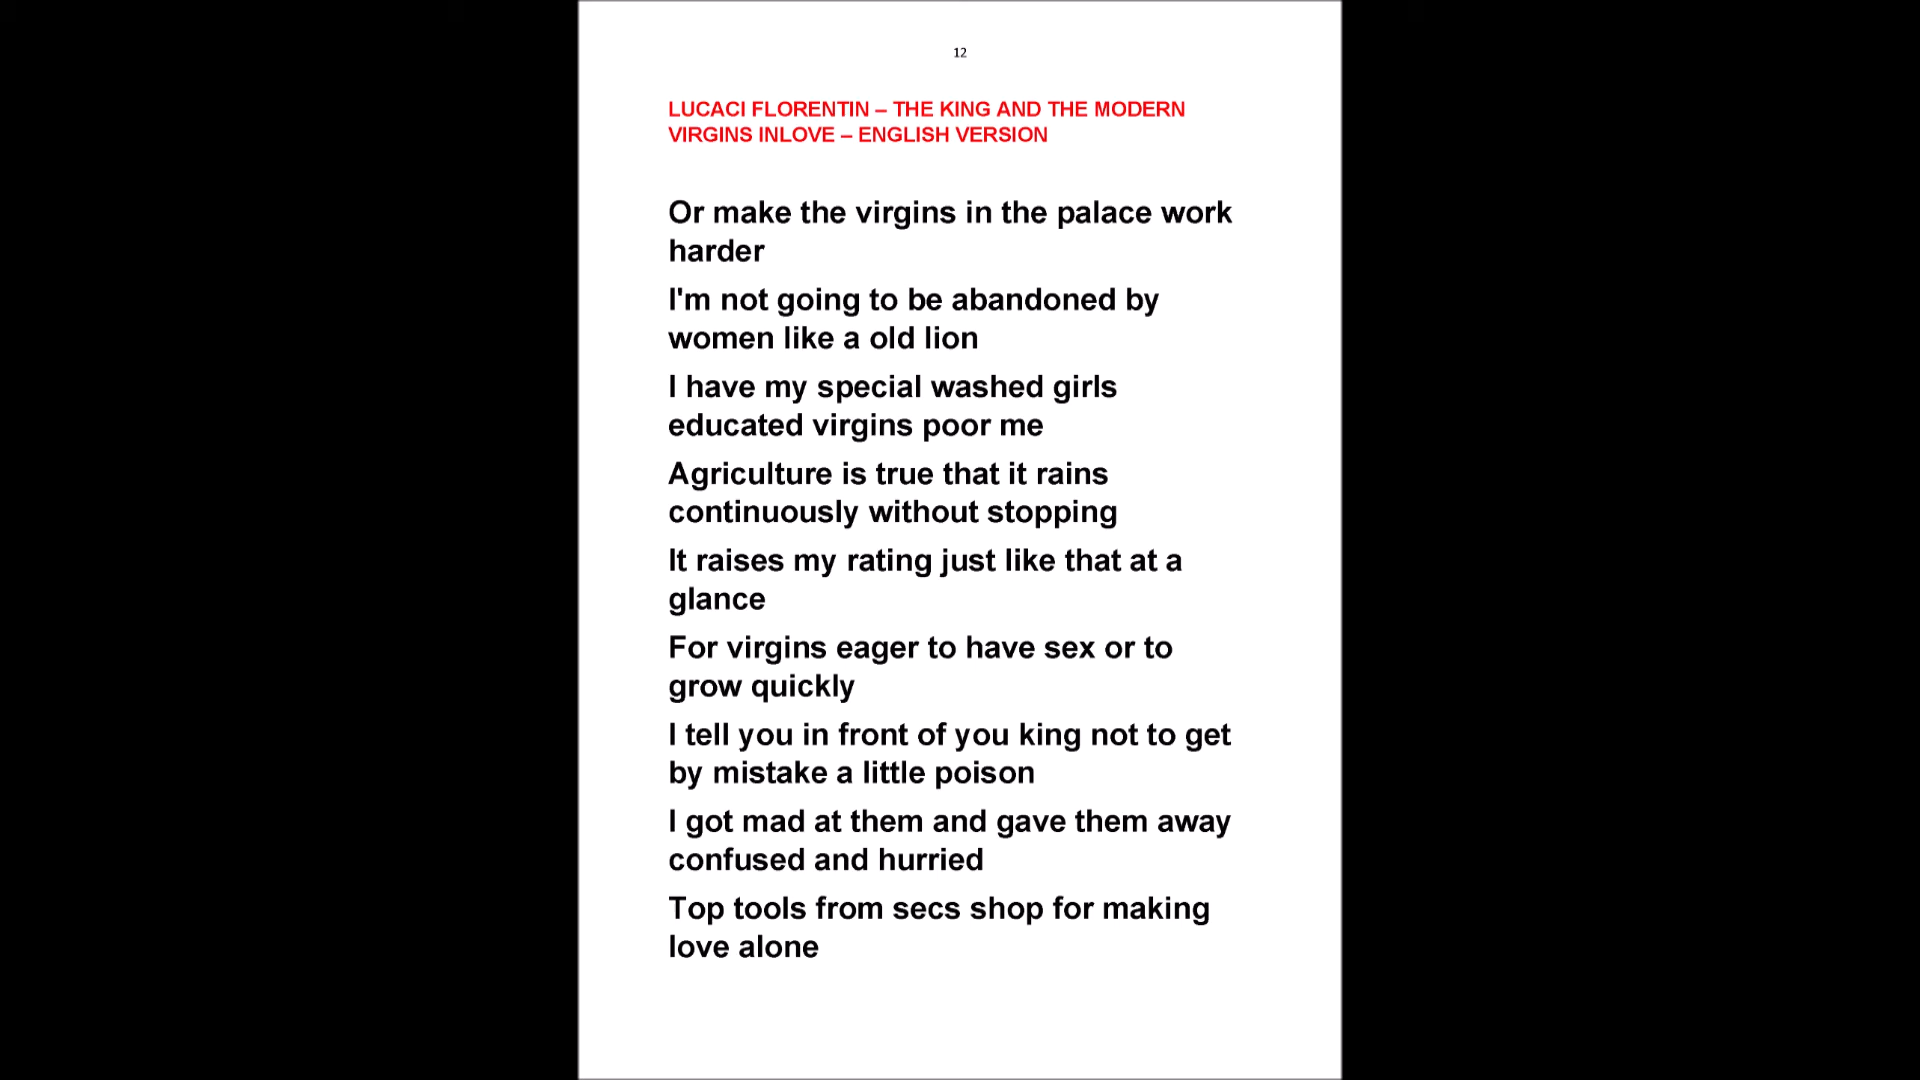 12
LUCACI FLORENTIN – THE KING AND THE MODERN
VIRGINS INLOVE – ENGLISH VERSION
Or make the virgins in the palace work
harder
I'm not going to be abandoned by
women like a old lion
I have my special washed girls
educated virgins poor me
Agriculture is true that it rains
continuously without stopping
It raises my rating just like that at a
glance
For virgins eager to have sex or to
grow quickly
I tell you in front of you king not to get
by mistake a little poison
I got mad at them and gave them away
confused and hurried
Top tools from secs shop for making
love alone